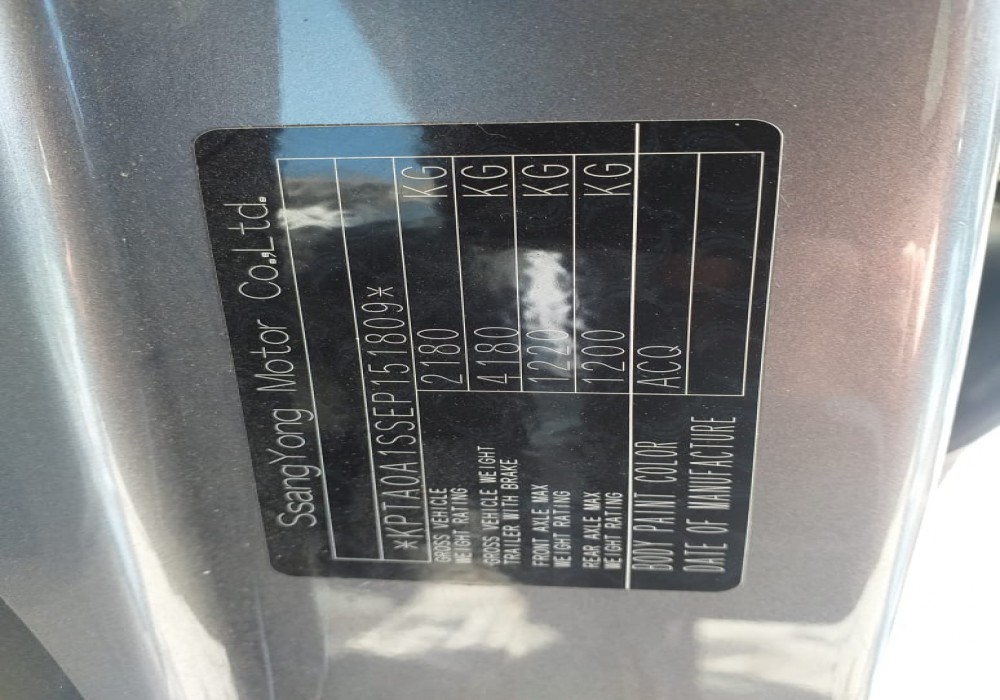 SsangYong Motor Co.,Ltd.
*KPTA0A1SSEP151809*
GROSS VEHICLE WEIGHT RATING 2180 KG
GROSS VEHICLE WEIGHT TRAILER WITH BRAKE 4180 KG
FRONT AXLE MAX WEIGHT RATING 1220 KG
REAR AXLE MAX WEIGHT RATING 1200 KG
BODY PAINT COLOR ACQ
DATE OF MANUFACTURE